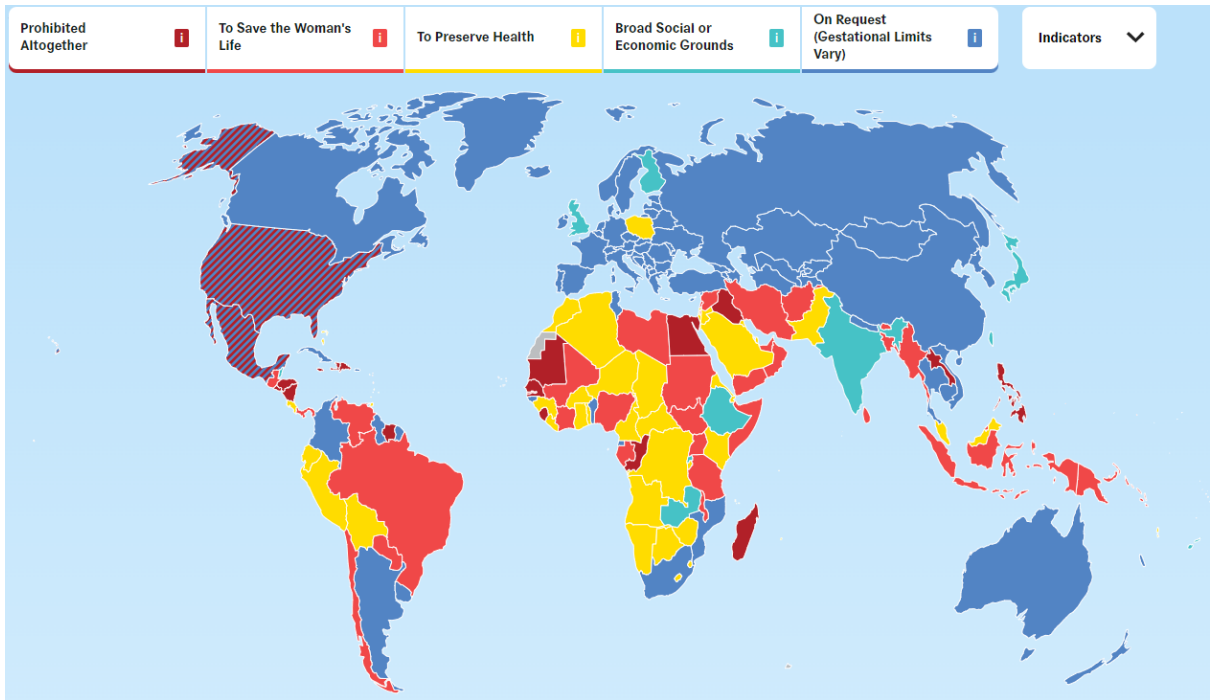 Prohibited
Altogether
i
To Save the Woman's
Life
i
To Preserve Health
i
Broad Social or
Economic Grounds
i
On Request
(Gestational Limits
Vary)
i
Indicators